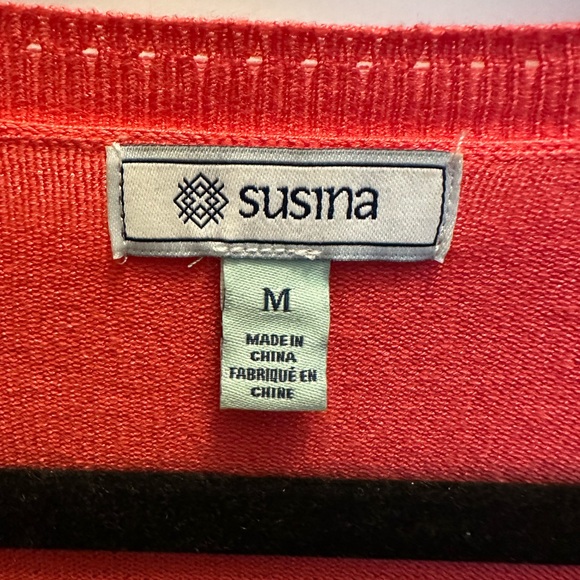 susina
M
MADE IN
CHINA
FABRIQUÉ EN
CHINE